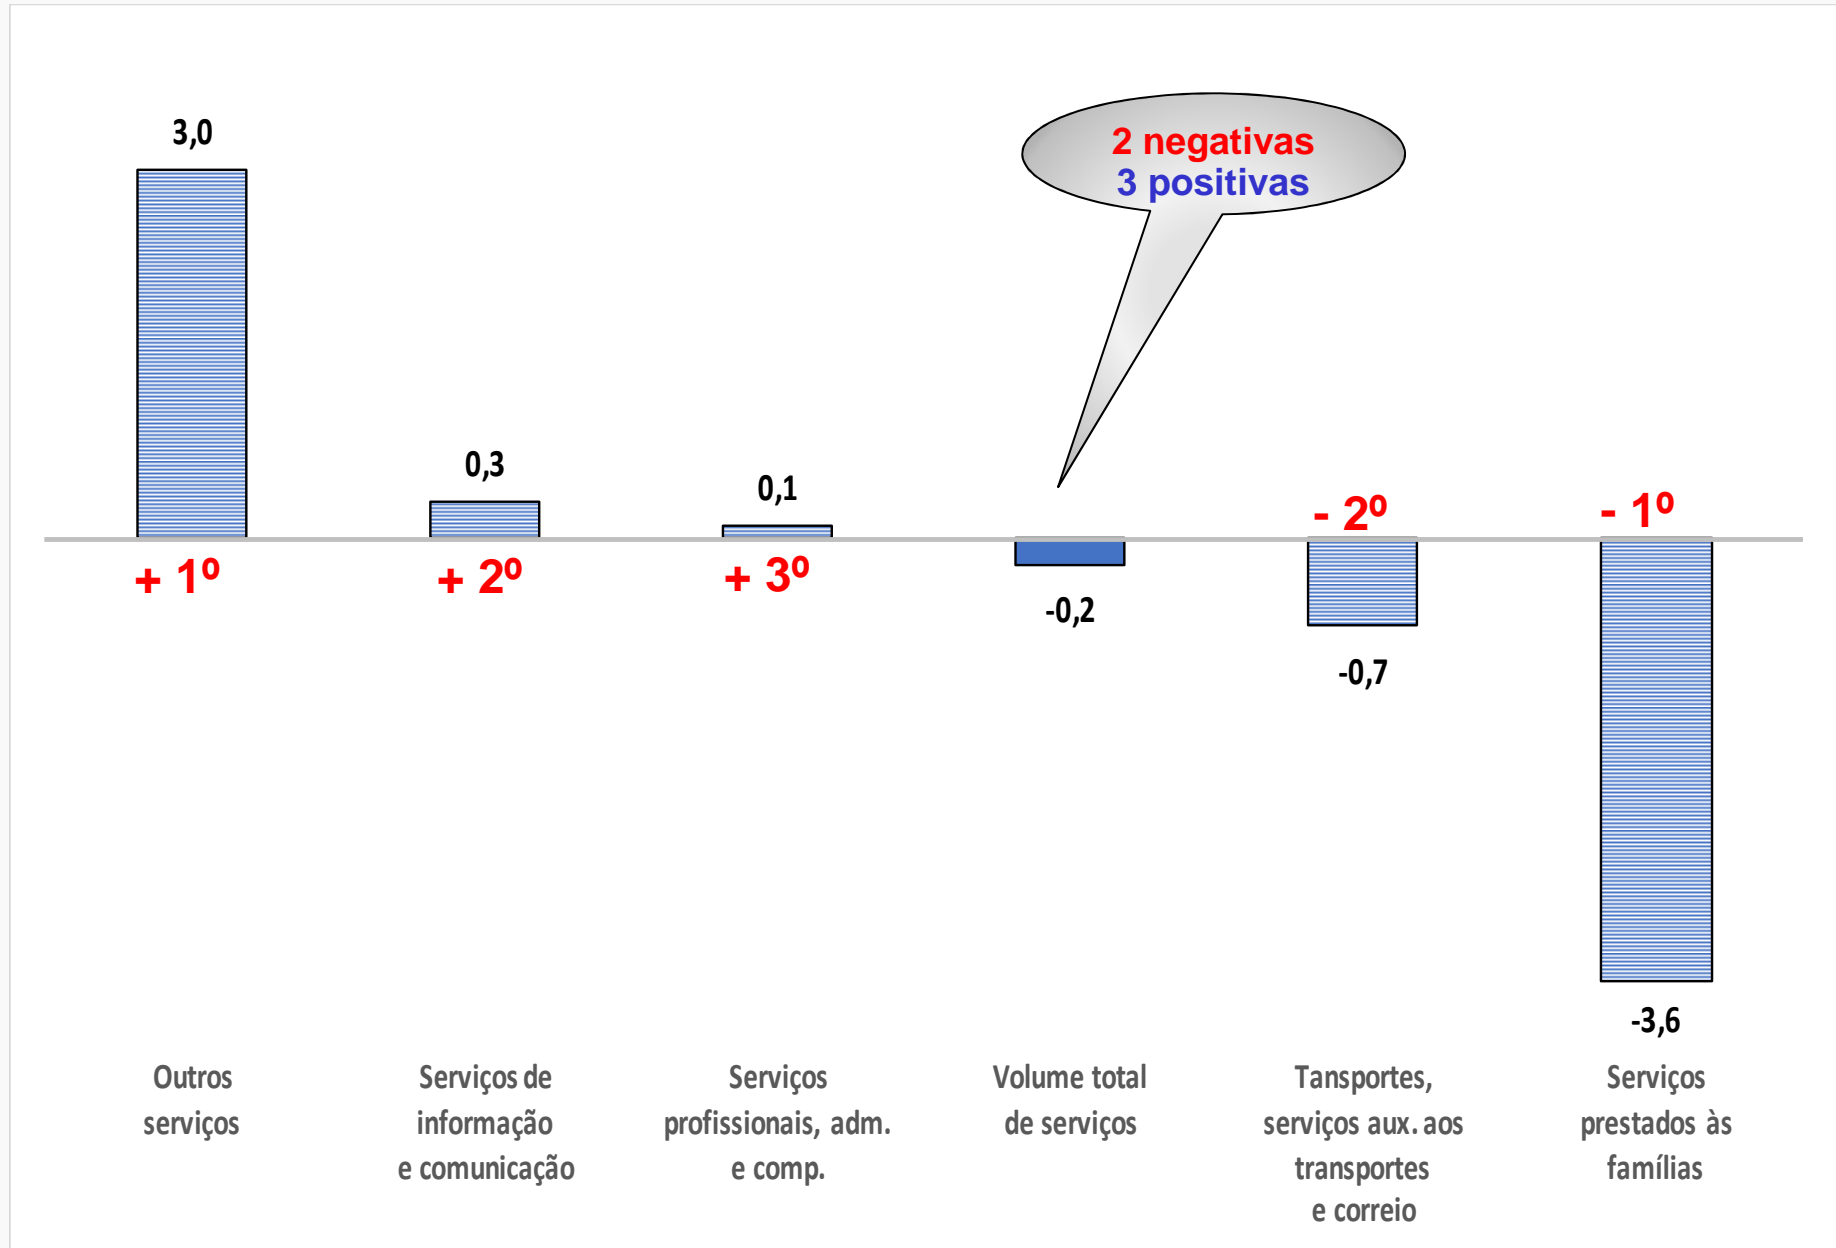 3,0
2 negativas
3 positivas
0,3
0,1
- 2º
- 1º
+ 1º
+ 2º
+ 3º
-0,2
-0,7
-3,6
Outros
serviços
Serviços de
informação
e comunicação
Serviços
profissionais, adm.
e comp.
Volume total
de serviços
Tansportes,
serviços aux. aos
transportes
e correio
Serviços
prestados às
famílias